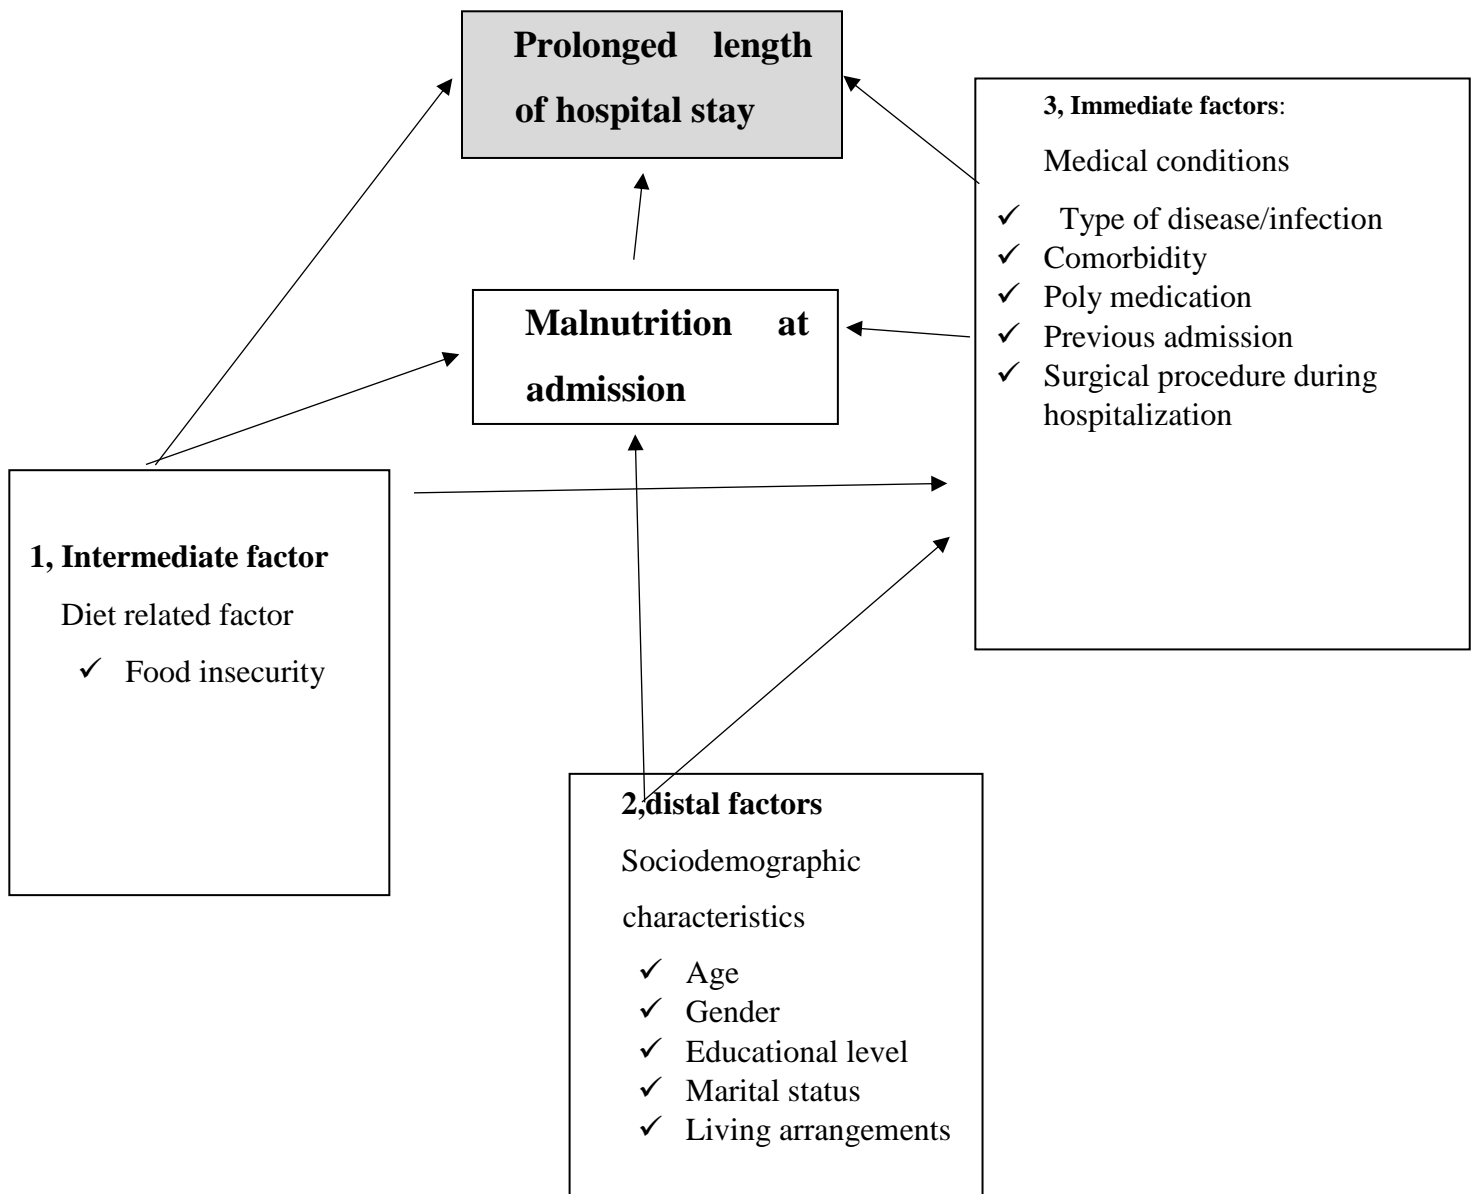 Prolonged length
of hospital stay
3, Immediate factors:
Medical conditions
✓ Type of disease/infection
✓ Comorbidity
✓ Poly medication
✓ Previous admission
✓ Surgical procedure during
hospitalization
Malnutrition at
admission
1, Intermediate factor
Diet related factor
✓ Food insecurity
2,distal factors
Sociodemographic
characteristics
✓ Age
✓ Gender
✓ Educational level
✓ Marital status
✓ Living arrangements